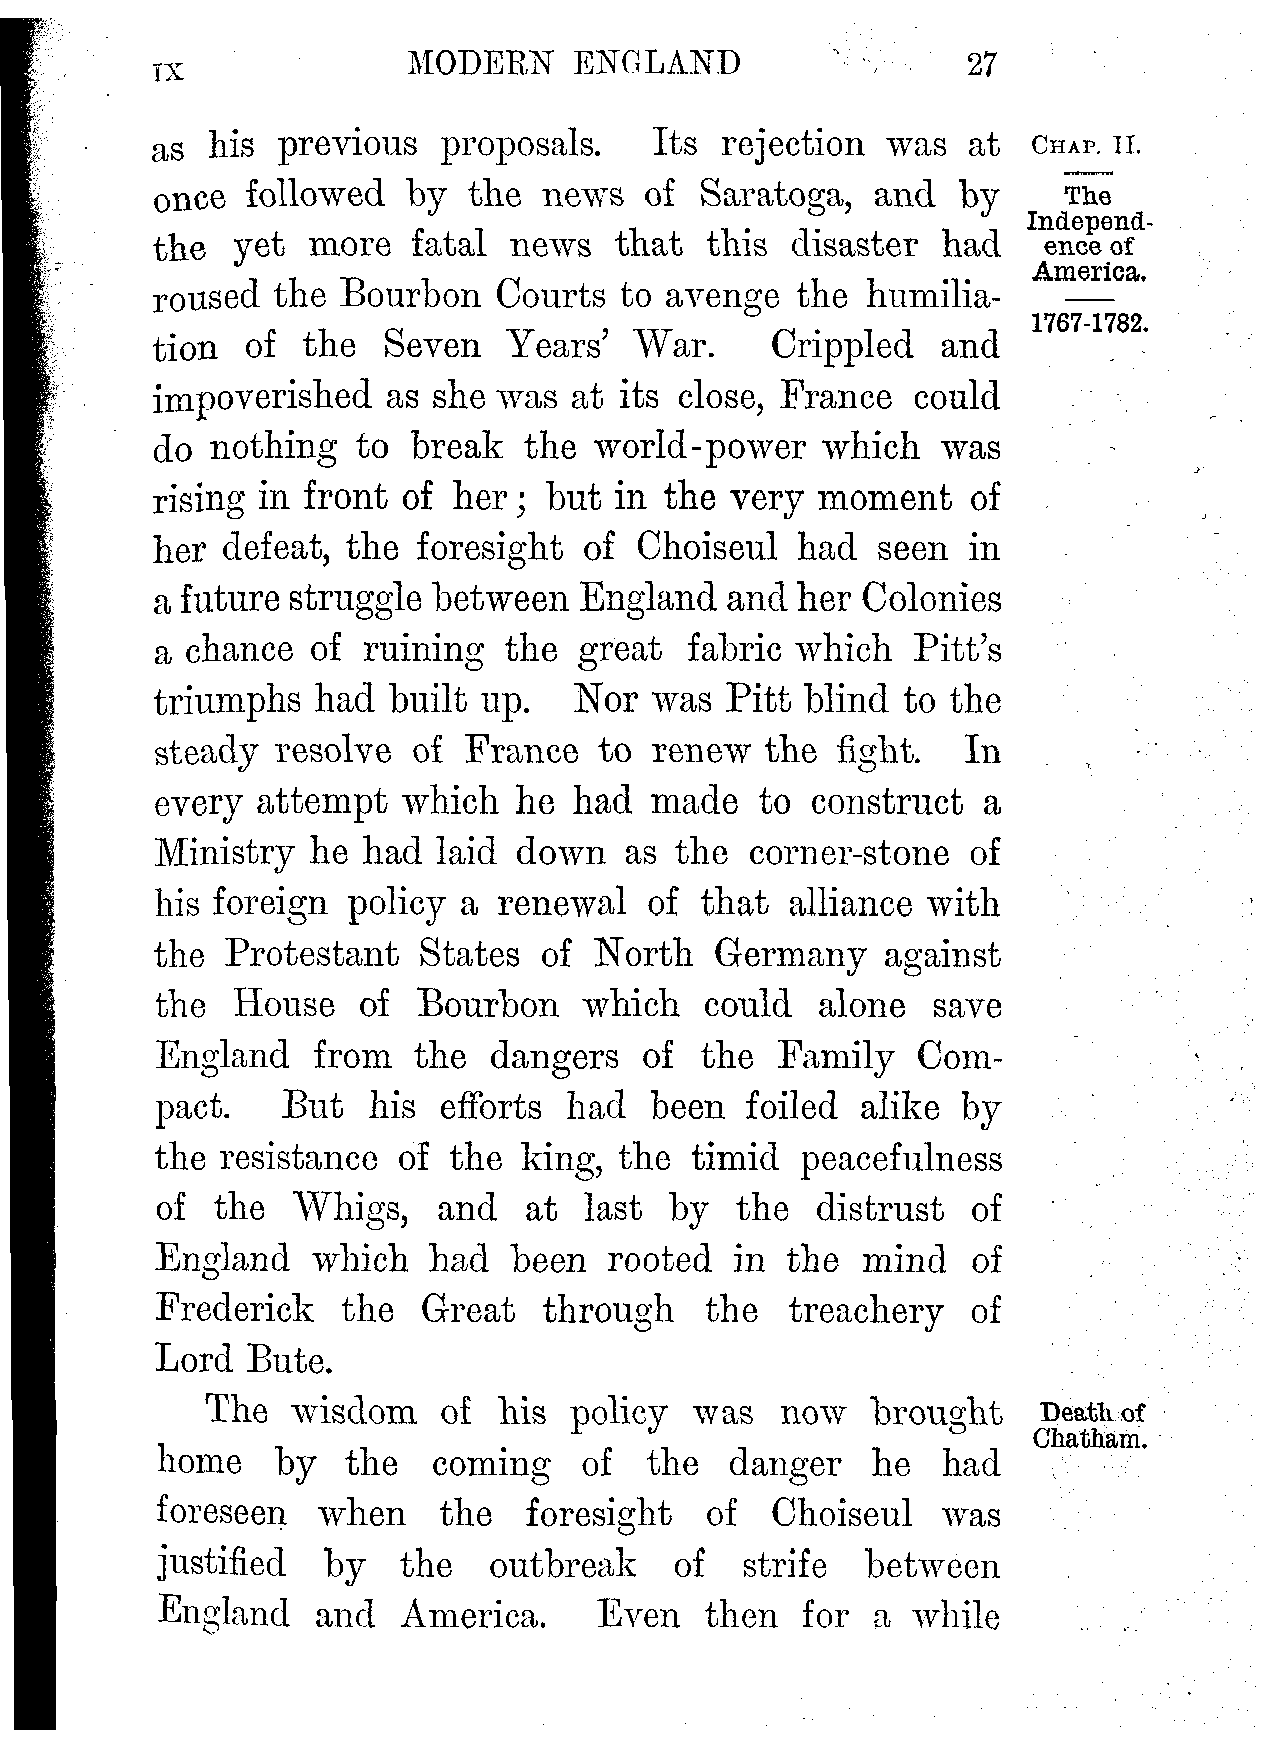 IX MODERN ENGLAND 27
as his previous proposals. Its rejection was at
once followed by the news of Saratoga, and by
the yet more fatal news that this disaster had
roused the Bourbon Courts to avenge the humilia-
tion of the Seven Years' War. Crippled and
impoverished as she was at its close, France could
do nothing to break the world-power which was
rising in front of her; but in the very moment of
her defeat, the foresight of Choiseul had seen in
a future struggle between England and her Colonies
a chance of ruining the great fabric which Pitt's
triumphs had built up. Nor was Pitt blind to the
steady resolve of France to renew the fight. In
every attempt which he had made to construct a
Ministry he had laid down as the corner-stone of
his foreign policy a renewal of that alliance with
the Protestant States of North Germany against
the House of Bourbon which could alone save
England from the dangers of the Family Com-
pact. But his efforts had been foiled alike by
the resistance of the king, the timid peacefulness
of the Whigs, and at last by the distrust of
England which had been rooted in the mind of
Frederick the Great through the treachery of
Lord Bute.
The wisdom of his policy was now brought
home by the coming of the danger he had
foreseen when the foresight of Choiseul was
justified by the outbreak of strife between
England and America. Even then for a while
CHAP. II.
The
Independ-
ence of
America.
1767-1782.
Death of
Chatham.